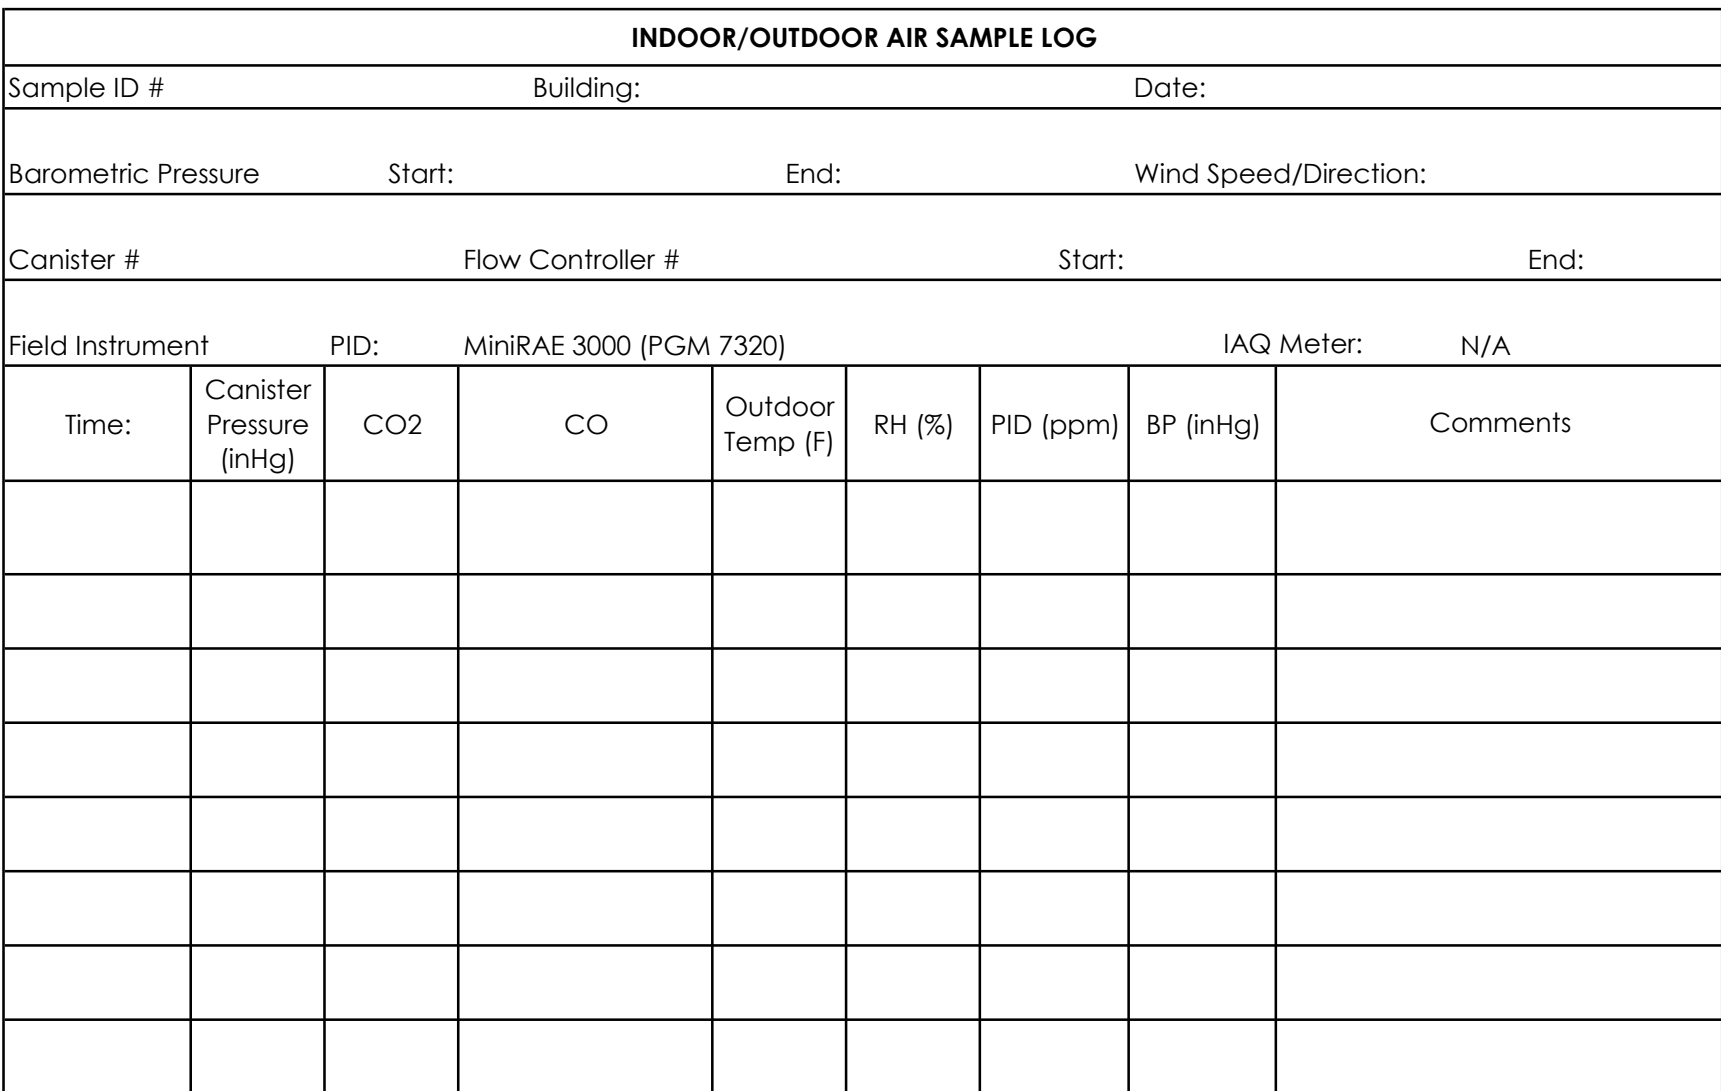 INDOOR/OUTDOOR AIR SAMPLE LOG
Sample ID # Building: Date:
Barometric Pressure Start: End: Wind Speed/Direction:
Canister # Flow Controller # Start: End:
Field Instrument PID: MiniRAE 3000 (PGM 7320) IAQ Meter: N/A
Time:
Canister
Pressure
(inHg)
CO2
CO
Outdoor
Temp (F)
RH (%)
PID (ppm)
BP (inHg)
Comments